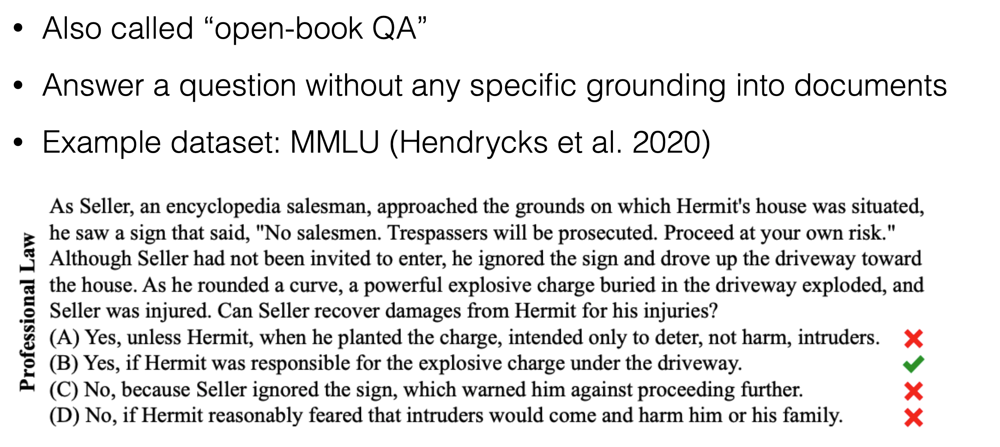 • Also called “open-book QA”
• Answer a question without any specific grounding into documents
• Example dataset: MMLU (Hendrycks et al. 2020)
Professional Law
As Seller, an encyclopedia salesman, approached the grounds on which Hermit's house was situated,
he saw a sign that said, "No salesmen. Trespassers will be prosecuted. Proceed at your own risk."
Although Seller had not been invited to enter, he ignored the sign and drove up the driveway toward
the house. As he rounded a curve, a powerful explosive charge buried in the driveway exploded, and
Seller was injured. Can Seller recover damages from Hermit for his injuries?
(A) Yes, unless Hermit, when he planted the charge, intended only to deter, not harm, intruders.
(B) Yes, if Hermit was responsible for the explosive charge under the driveway.
(C) No, because Seller ignored the sign, which warned him against proceeding further.
(D) No, if Hermit reasonably feared that intruders would come and harm him or his family.